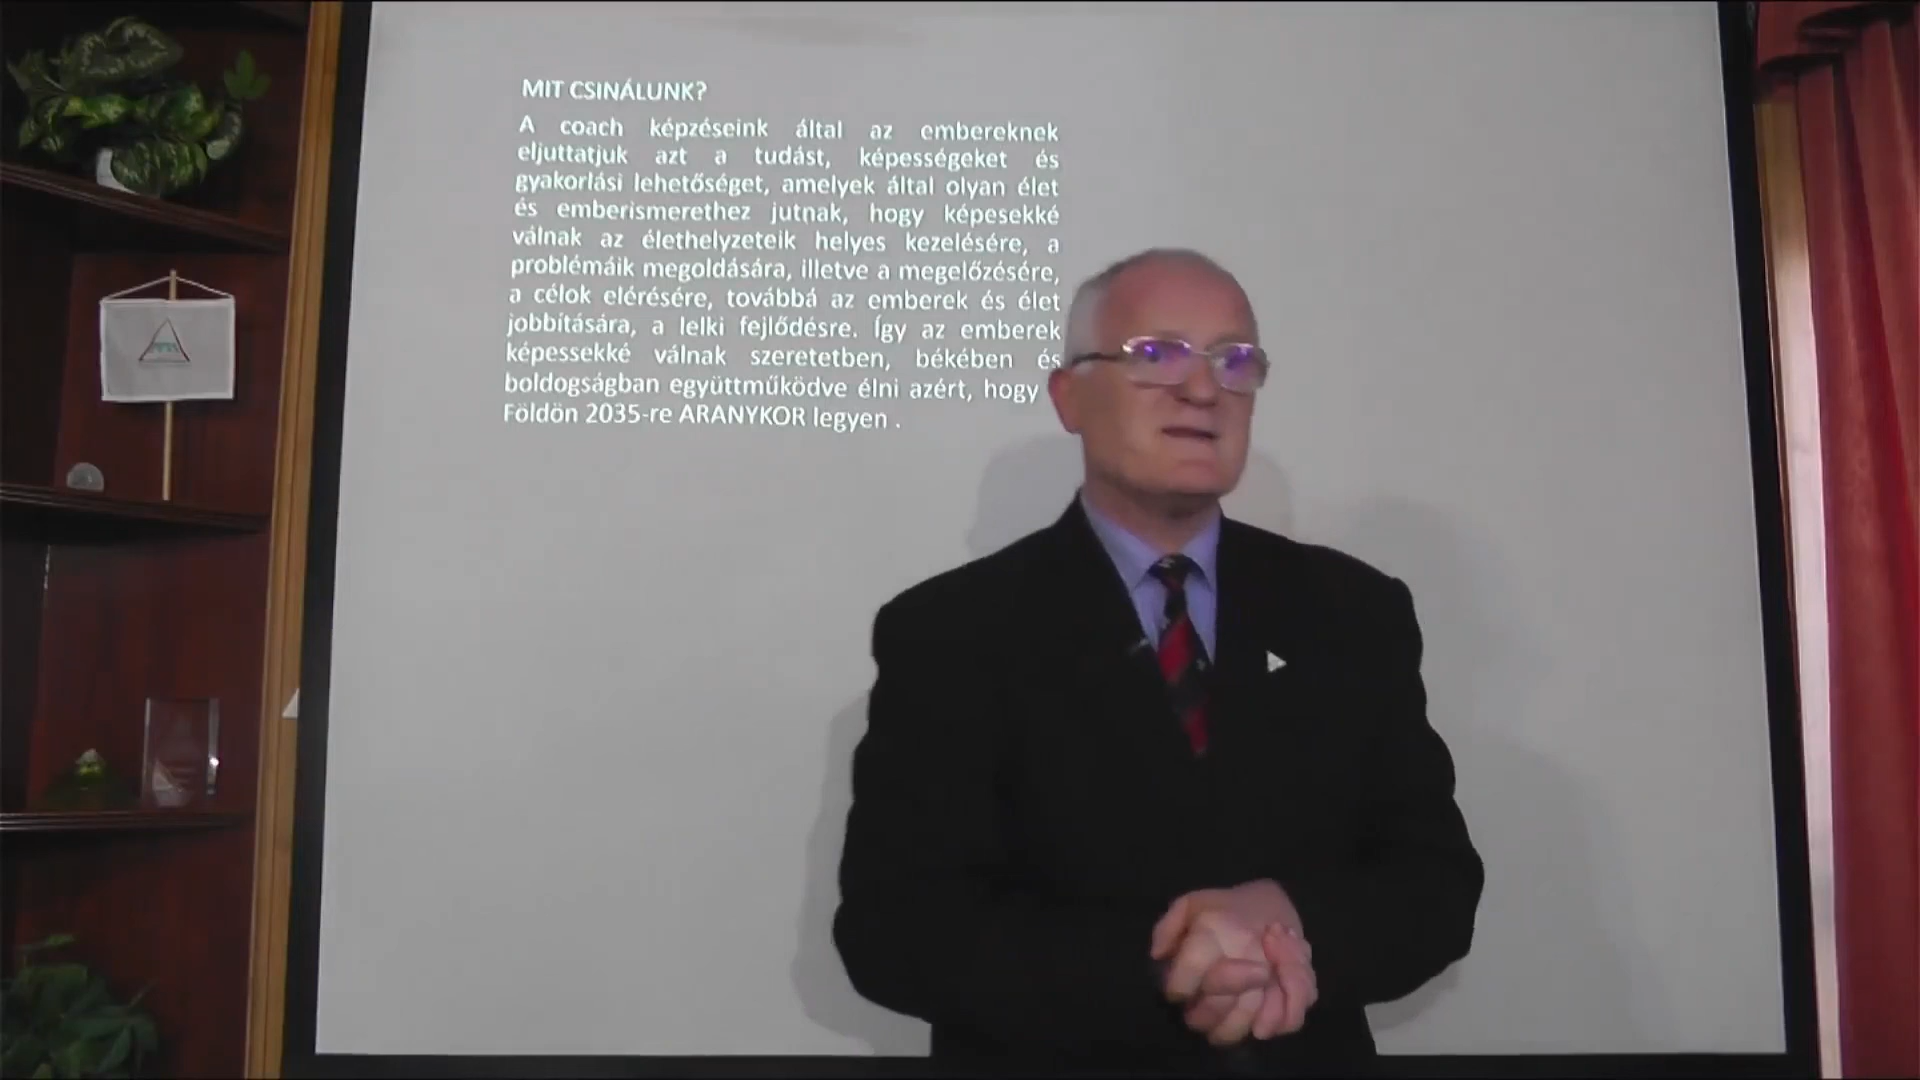 MIT CSINÁLUNK?
A coach képzéseink által az embereknek
eljuttatjuk azt a tudást, képességeket és
gyakorlási lehetőséget, amelyek által olyan élet
és emberismerethez jutnak, hogy képesekké
válnak az élethelyzeteik helyes kezelésére, a
problémáik megoldására, illetve a megelőzésére,
a célok elérésére, továbbá az emberek és élet
jobbítására, a lelki fejlődésre. Így az emberek
képessekké válnak szeretetben, békében és
boldogságban együttműködve élni azért, hogy
Földön 2035-re ARANYKOR legyen .